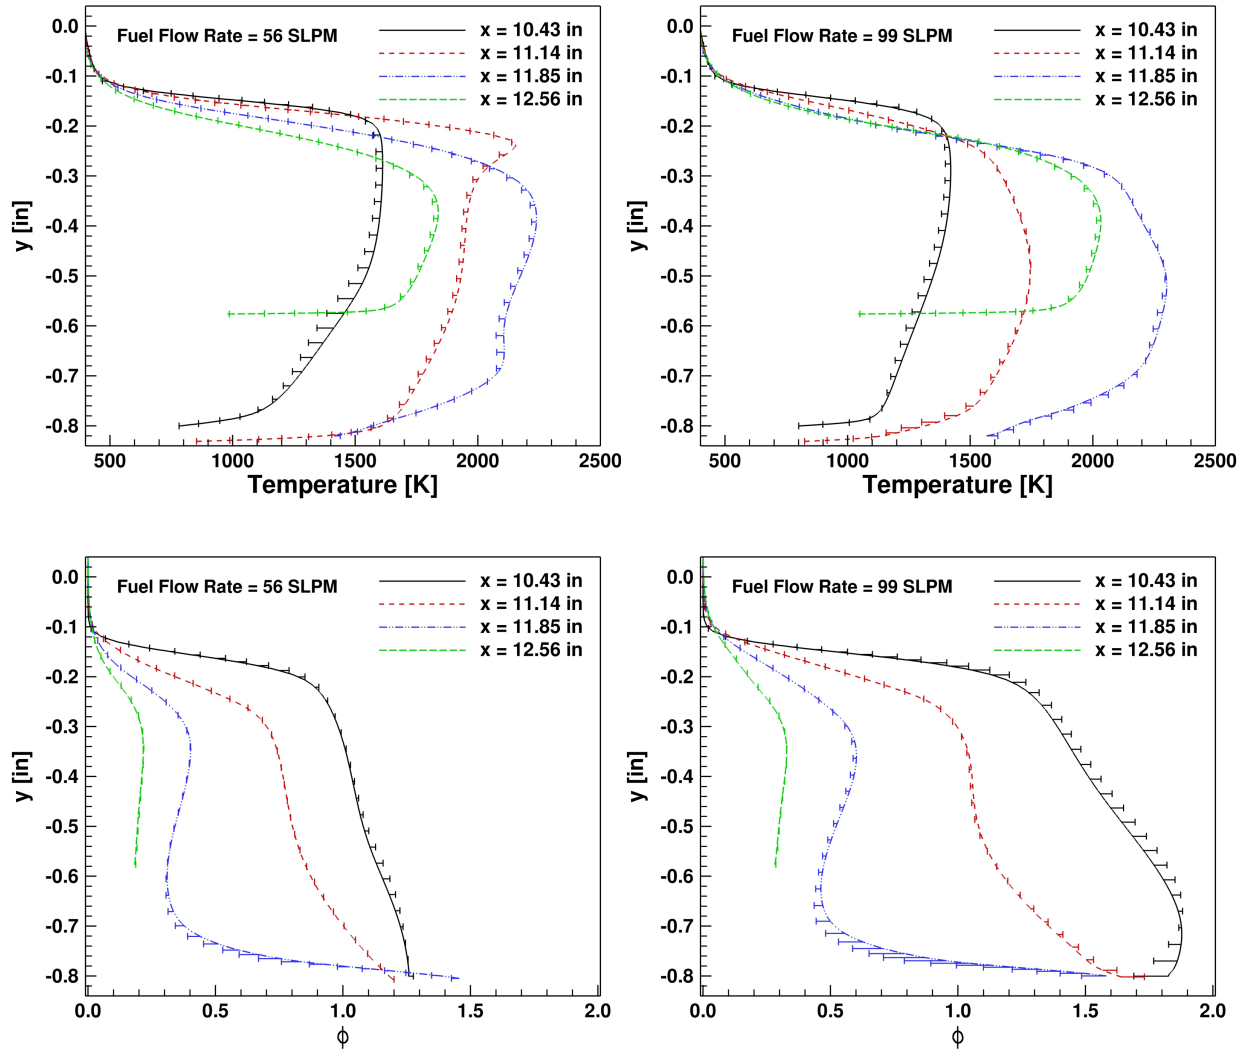 Fuel Flow Rate = 56 SLPM
x = 10.43 in
x = 11.14 in
x = 11.85 in
x = 12.56 in
0.0
-0.1
-0.2
-0.3
-0.4
-0.5
-0.6
-0.7
-0.8
y [in]
500 1000 1500 2000 2500
Temperature [K]
Fuel Flow Rate = 99 SLPM
x = 10.43 in
x = 11.14 in
x = 11.85 in
x = 12.56 in
0.0
-0.1
-0.2
-0.3
-0.4
-0.5
-0.6
-0.7
-0.8
y [in]
500 1000 1500 2000 2500
Temperature [K]
Fuel Flow Rate = 56 SLPM
x = 10.43 in
x = 11.14 in
x = 11.85 in
x = 12.56 in
0.0
-0.1
-0.2
-0.3
-0.4
-0.5
-0.6
-0.7
-0.8
y [in]
0.0 0.5 1.0 1.5 2.0
ϕ
Fuel Flow Rate = 99 SLPM
x = 10.43 in
x = 11.14 in
x = 11.85 in
x = 12.56 in
0.0
-0.1
-0.2
-0.3
-0.4
-0.5
-0.6
-0.7
-0.8
y [in]
0.0 0.5 1.0 1.5 2.0
ϕ